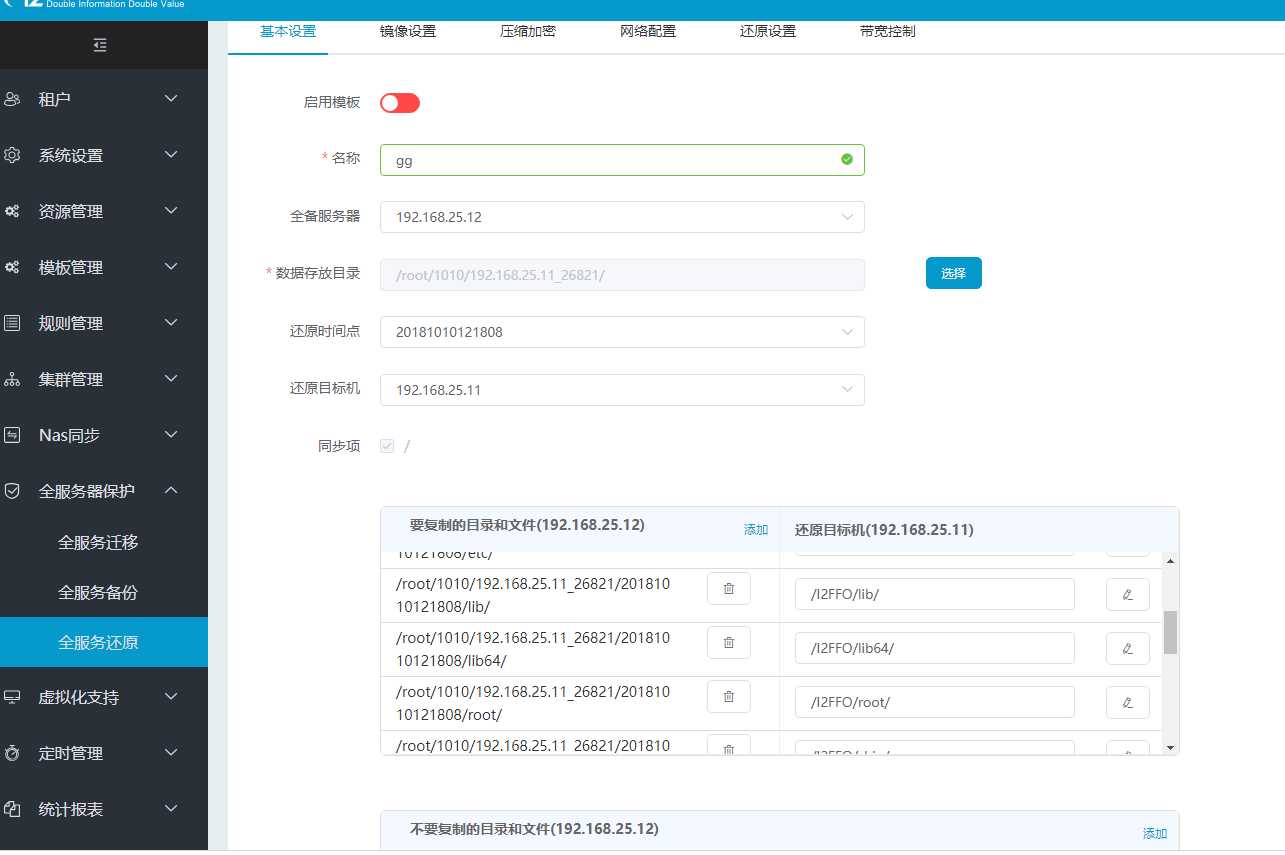 Double Information Double Value
基本设置
镜像设置
压缩加密
网络配置
还原设置
带宽控制
租户
系统设置
资源管理
模板管理
规则管理
集群管理
Nas同步
全服务器保护
全服务迁移
全服务备份
全服务还原
虚拟化支持
定时管理
统计报表
启用模板
* 名称
gg
全备服务器
192.168.25.12
* 数据存放目录
/root/1010/192.168.25.11_26821/
选择
还原时间点
20181010121808
还原目标机
192.168.25.11
同步项
/
要复制的目录和文件(192.168.25.12)
添加
还原目标机(192.168.25.11)
10121808/etc/
/root/1010/192.168.25.11_26821/201810
10121808/lib/
/I2FFO/lib/
/root/1010/192.168.25.11_26821/201810
10121808/lib64/
/I2FFO/lib64/
/root/1010/192.168.25.11_26821/201810
10121808/root/
/I2FFO/root/
/root/1010/192.168.25.11_26821/201810
不要复制的目录和文件(192.168.25.12)
添加